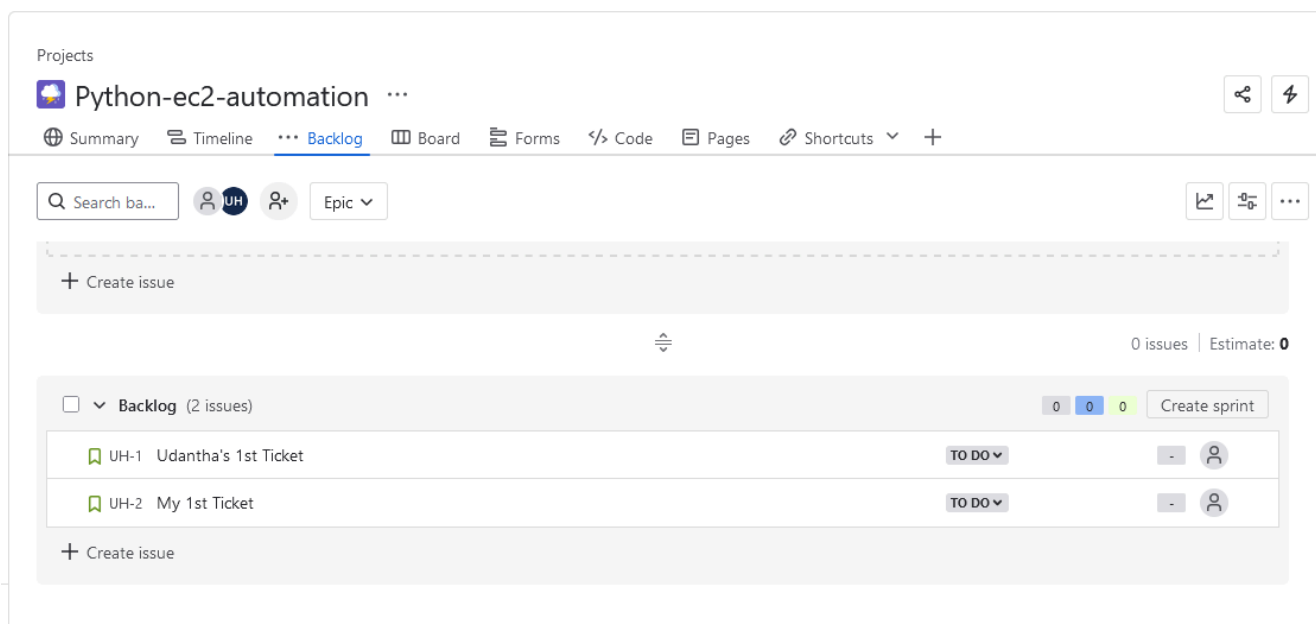 Projects
Python-ec2-automation
Summary Timeline Backlog Board Forms Code Pages Shortcuts
Search ba... UH Epic
Create issue
0 issues Estimate: 0
Backlog (2 issues) 0 0 0 Create sprint
UH-1 Udantha's 1st Ticket TO DO -
UH-2 My 1st Ticket TO DO -
Create issue